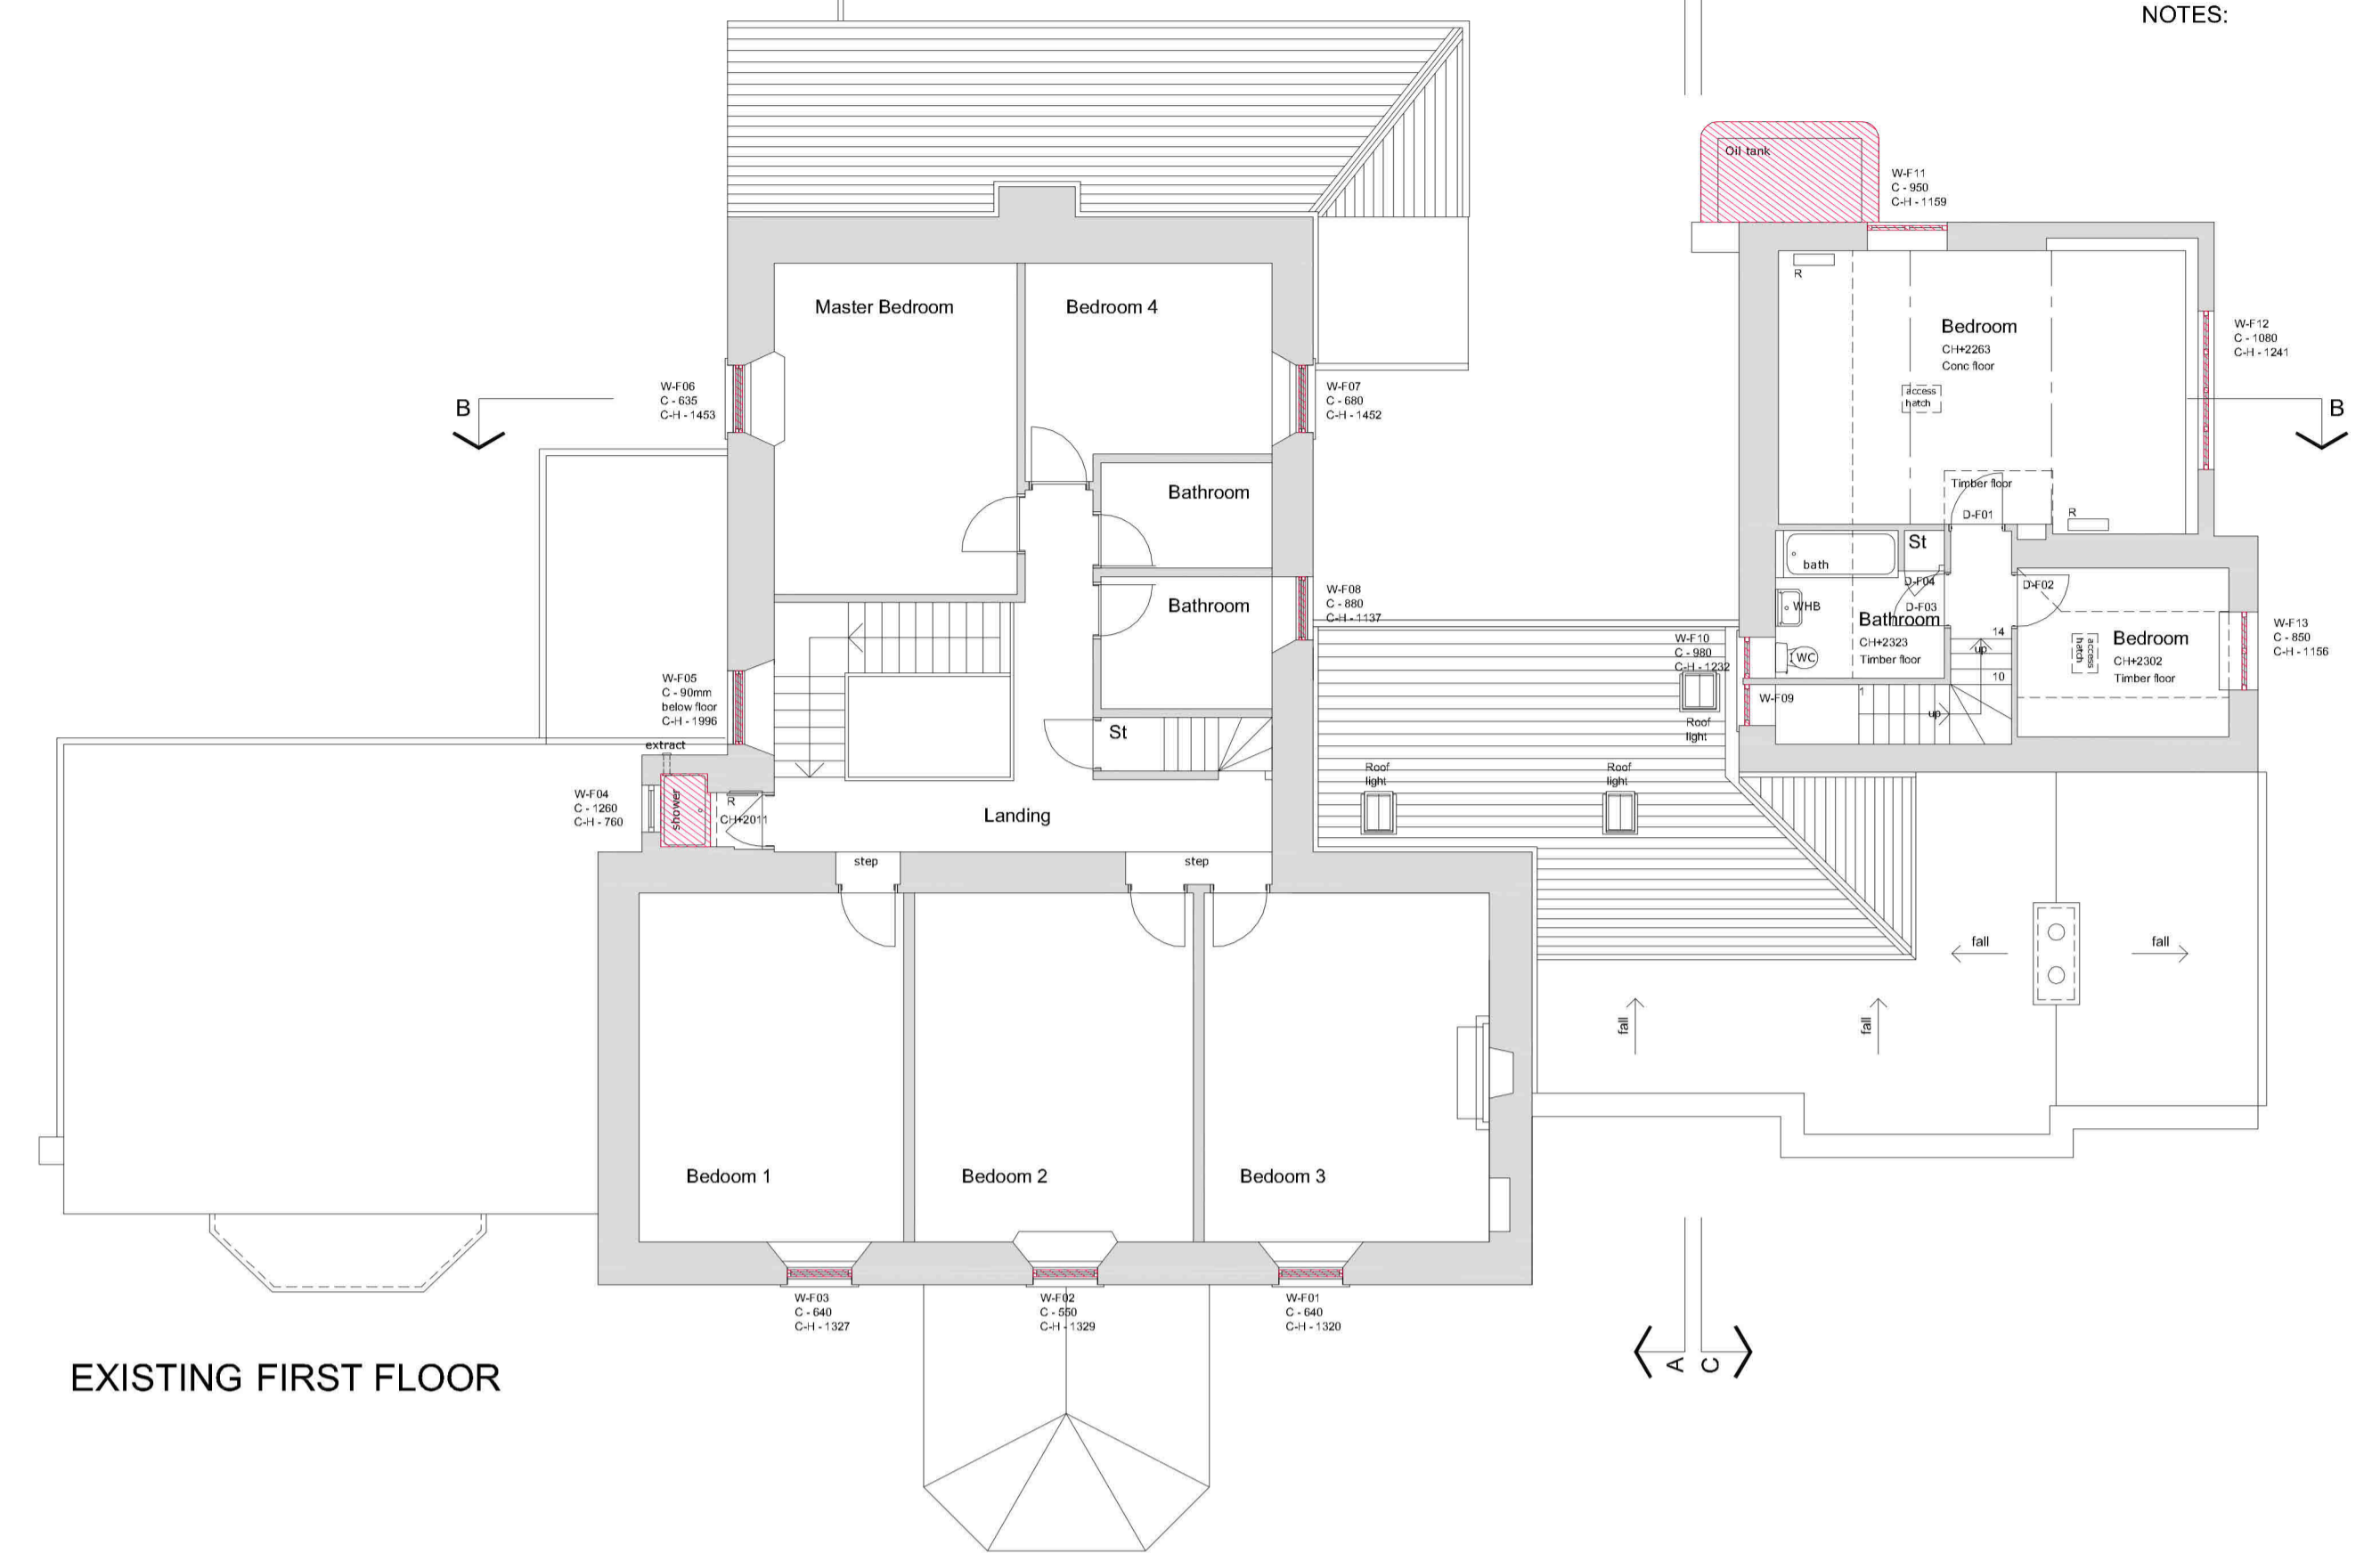 NOTES:
Oil tank
W-F11
C - 950
C-H - 1159
R
Master Bedroom
Bedroom 4
Bedroom
CH+2263
Conc floor
W-F12
C - 1080
C-H - 1241
access
hatch
B
W-F06
C - 635
C-H - 1453
W-F07
C - 680
C-H - 1452
B
Bathroom
Timber floor
D-F01
R
St
bath
D-F04
D-F02
W-F08
C - 880
C-H - 1137
Bathroom
WHB
D-F03
Bathroom
CH+2323
Timber floor
WC
14
up
10
1
up
access
hatch
Bedroom
CH+2302
Timber floor
W-F13
C - 850
C-H - 1156
W-F10
C - 980
C-H - 1232
W-F09
Roof
light
W-F05
C - 90mm
below floor
C-H - 1996
extract
St
Roof
light
Roof
light
W-F04
C - 1260
C-H - 760
shower
R
CH+2011
Landing
step
step
fall
fall
fall
fall
Bedoom 1
Bedoom 2
Bedoom 3
W-F03
C - 640
C-H - 1327
W-F02
C - 550
C-H - 1329
W-F01
C - 640
C-H - 1320
A
C
EXISTING FIRST FLOOR